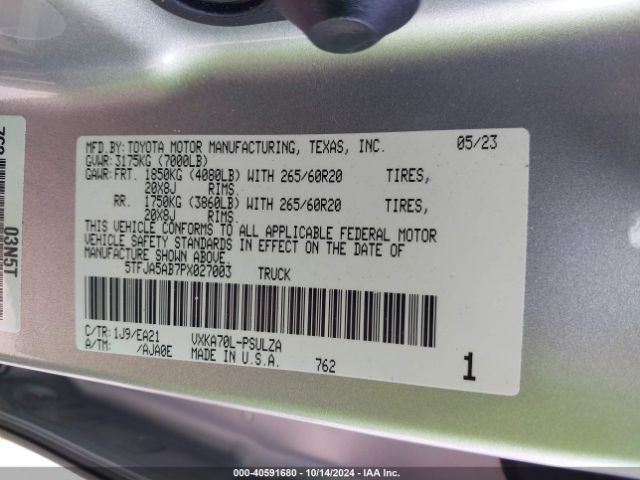 MFD.BY:TOYOTA MOTOR MANUFACTURING, TEXAS, INC. 05/23
GVWR:3175KG (7000LB)
GAWR:FRT. 1850KG (4080LB) WITH 265/60R20 TIRES,
20X8J RIMS,
RR. 1750KG (3860LB) WITH 265/60R20 TIRES,
20X8J RIMS,
THIS VEHICLE CONFORMS TO ALL APPLICABLE FEDERAL MOTOR
VEHICLE SAFETY STANDARDS IN EFFECT ON THE DATE OF
MANUFACTURE SHOWN ABOVE.
5TFJA5AB7PX027003 TRUCK
C/TR:1J9/EA21 VXKA70L-PSULZA
A/TM: /AJA0E MADE IN U.S.A. 762 1
03N5T
000-40591680 - 10/14/2024 - IAA Inc.